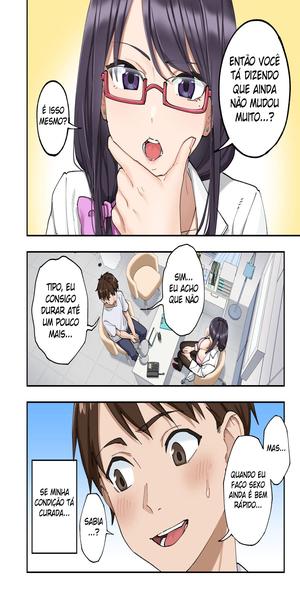 ENTÃO VOCÊ
TÁ DIZENDO
QUE AINDA
NÃO MUDOU
MUITO...?
É ISSO
MESMO?
SIM...
EU ACHO
QUE NÃO
TIPO, EU
CONSIGO
DURAR ATÉ
UM POUCO
MAIS...
MAS...
QUANDO EU
FAÇO SEXO
AINDA É BEM
RÁPIDO...
SABIA
...?
SE MINHA
CONDIÇÃO TÁ
CURADA...